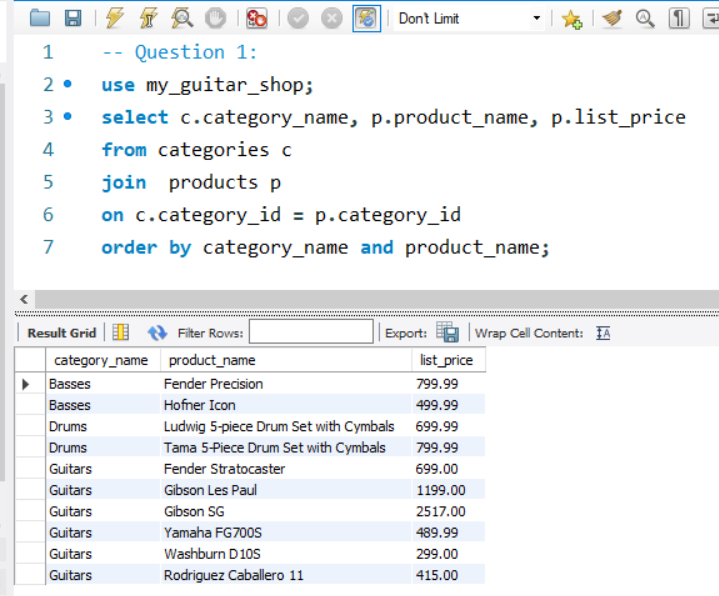 Don't Limit
1 -- Question 1:
2 use my_guitar_shop;
3 select c.category_name, p.product_name, p.list_price
4 from categories c
5 join  products p
6 on c.category_id = p.category_id
7 order by category_name and product_name;
Result Grid Filter Rows: Export: Wrap Cell Content:
category_name product_name list_price
Basses Fender Precision 799.99
Basses Hofner Icon 499.99
Drums Ludwig 5-piece Drum Set with Cymbals 699.99
Drums Tama 5-Piece Drum Set with Cymbals 799.99
Guitars Fender Stratocaster 699.00
Guitars Gibson Les Paul 1199.00
Guitars Gibson SG 2517.00
Guitars Yamaha FG700S 489.99
Guitars Washburn D10S 299.00
Guitars Rodriguez Caballero 11 415.00